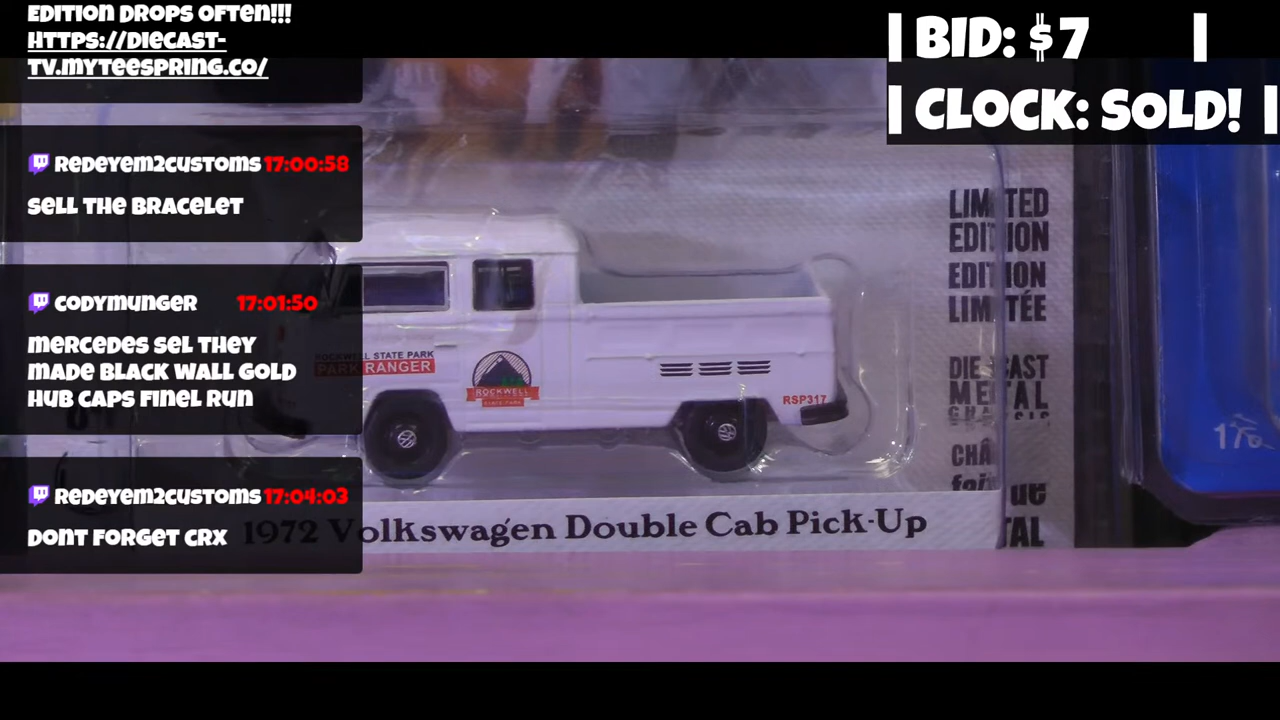 EDITION DROPS OFTEN!!!
HTTPS://DIECAST-
TV.MYTEESPRING.CO/
REDEYEM2CUSTOMS 17:00:58
SELL THE BRACELET
CODYMUNGER 17:01:50
MERCEDES SEL THEY
MADE BLACK WALL GOLD
HUB CAPS FINEL RUN
REDEYEM2CUSTOMS 17:04:03
DONT FORGET CRX
| BID: $7 |
| CLOCK: SOLD! |
LIMITED
EDITION
EDITION
LIMITÉE
DIE CAST
METAL
CHASSIS
ROCKWELL STATE PARK
PARK RANGER
ROCKWELL
STATE PARK
RSP317
1972 Volkswagen Double Cab Pick-Up